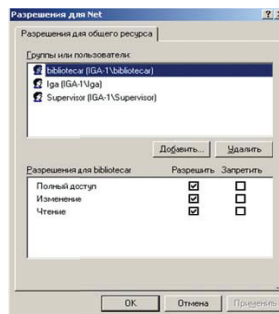 Разрешения для Net
Разрешения для общего ресурса
Группы или пользователи:
bibliotecar (IGA-1\bibliotecar)
Iga (IGA-1\Iga)
Supervisor (IGA-1\Supervisor)
Добавить... Удалить
Разрешения для bibliotecar Разрешить Запретить
Полный доступ
Изменение
Чтение
OK Отмена Применить